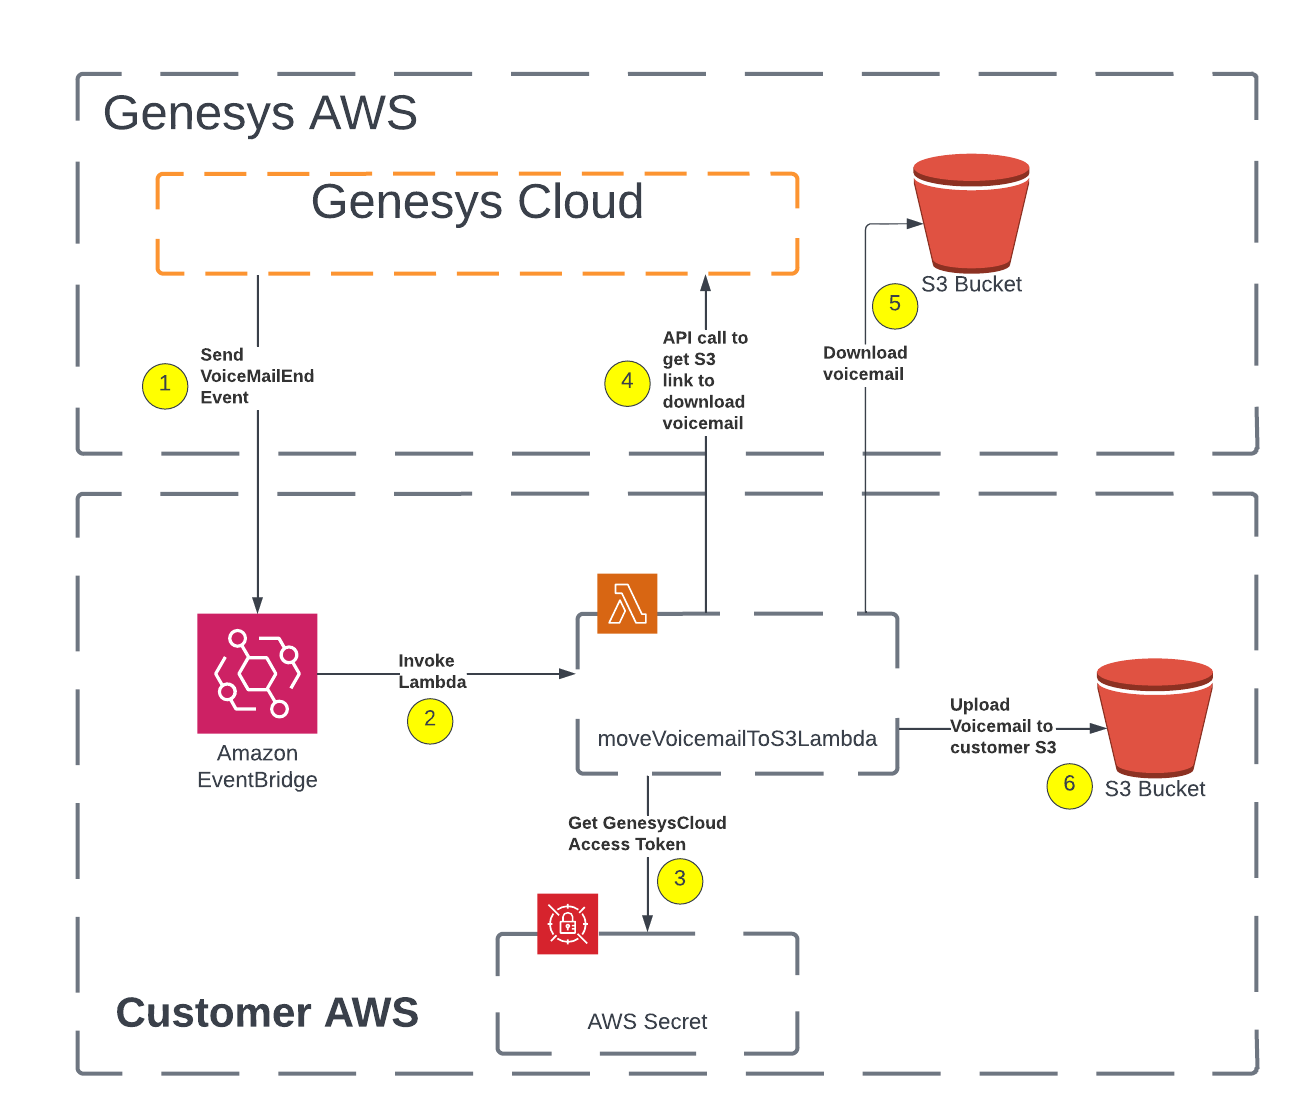 Genesys AWS
Genesys Cloud
S3 Bucket
5
1
Send
VoiceMailEnd
Event
4
API call to
get S3
link to
download
voicemail
Download
voicemail
Amazon
EventBridge
Invoke
Lambda
2
moveVoicemailToS3Lambda
Upload
Voicemail to
customer S3
6
S3 Bucket
Get GenesysCloud
Access Token
3
AWS Secret
Customer AWS